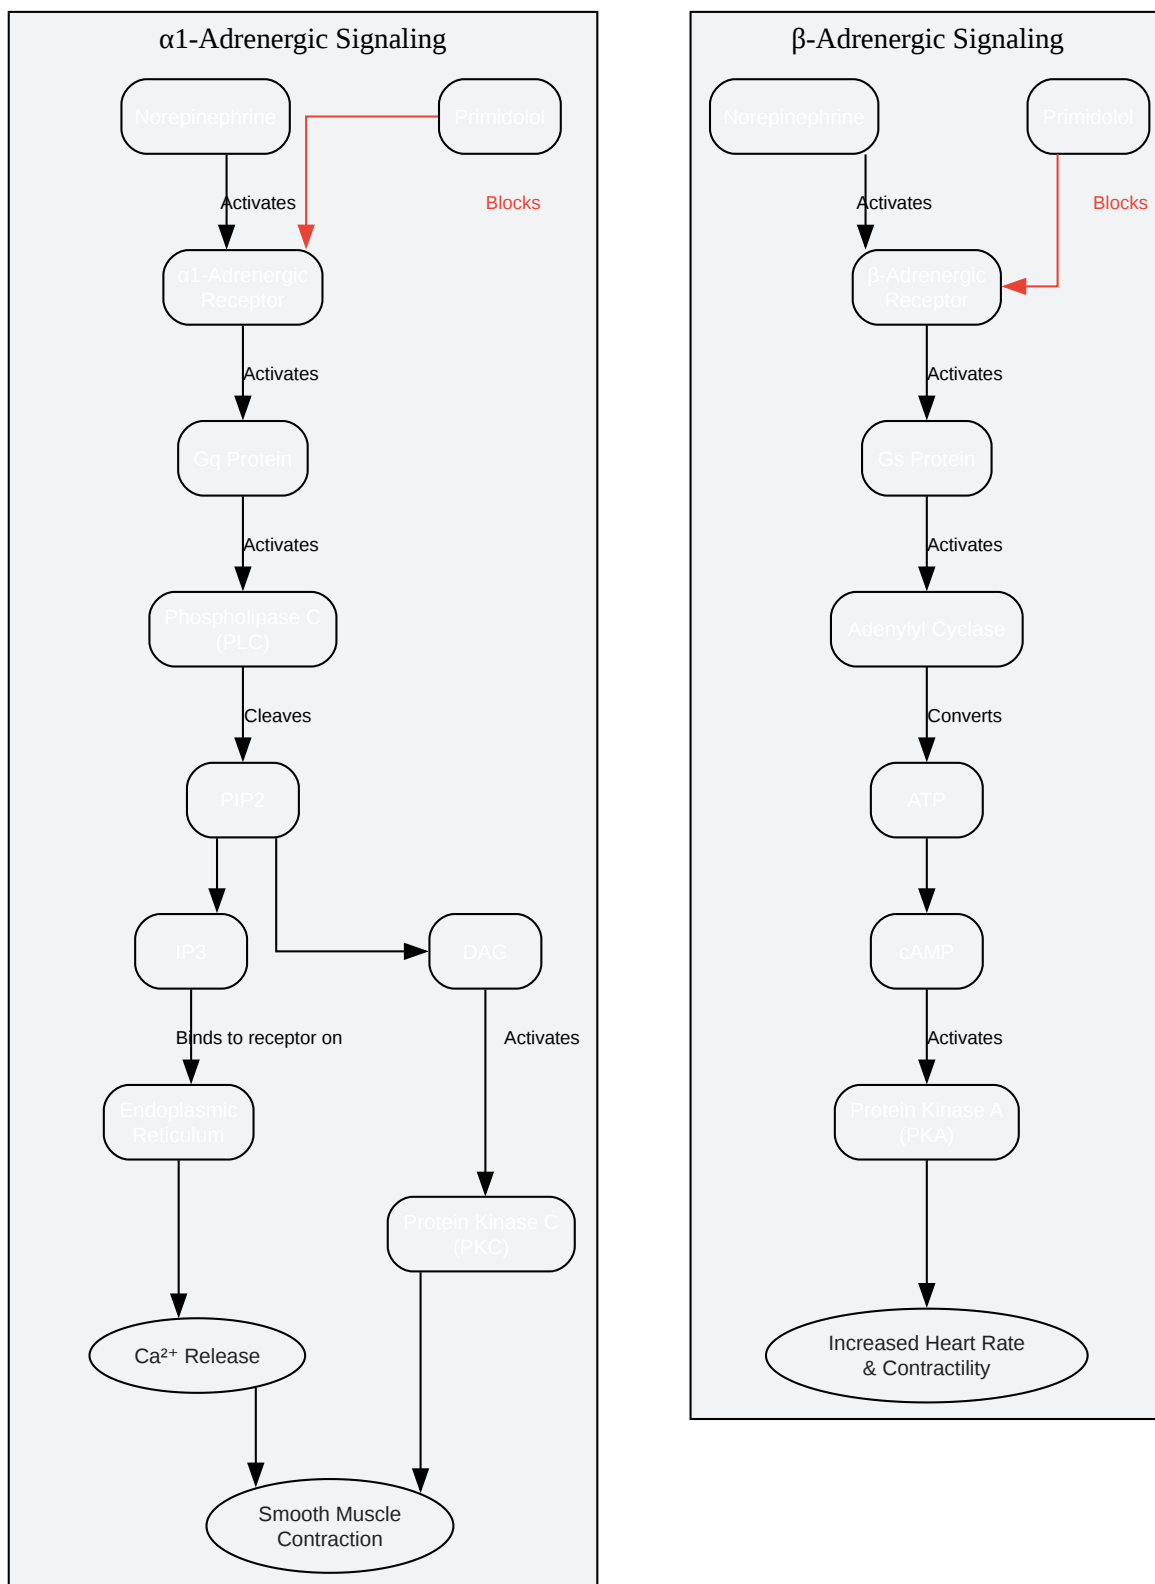 α1-Adrenergic Signaling
Norepinephrine
Primidolol
Activates
Blocks
α1-Adrenergic
Receptor
Activates
Gq Protein
Activates
Phospholipase C
(PLC)
Cleaves
PIP2
IP3
DAG
Binds to receptor on
Activates
Endoplasmic
Reticulum
Protein Kinase C
(PKC)
Ca²⁺ Release
Smooth Muscle
Contraction
β-Adrenergic Signaling
Norepinephrine
Primidolol
Activates
Blocks
β-Adrenergic
Receptor
Activates
Gs Protein
Activates
Adenylyl Cyclase
Converts
ATP
cAMP
Activates
Protein Kinase A
(PKA)
Increased Heart Rate
& Contractility